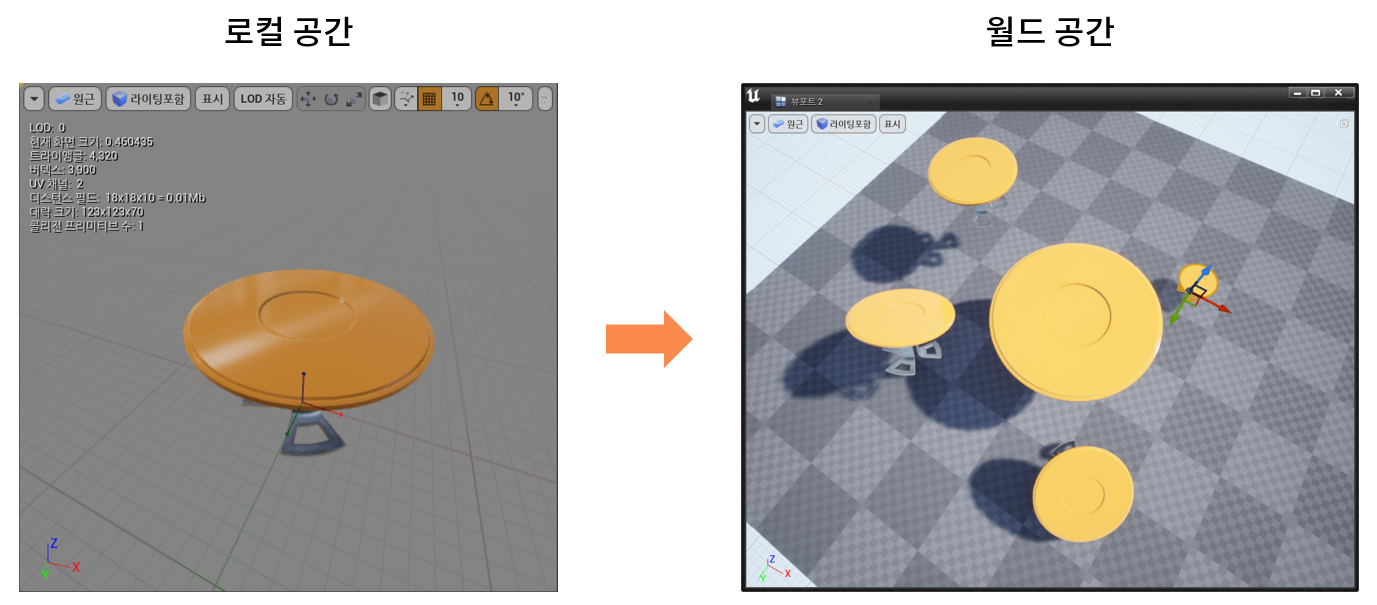 로컬 공간
월드 공간
원근 라이팅포함 표시 LOD 자동 10 10°
LOD: 0
현재 화면 크기: 0.460435
트라이앵글: 4,320
버텍스: 3,900
UV 채널: 2
디스턴스 필드: 18x18x10 = 0.01Mb
대략 크기: 123x123x70
콜리전 프리미티브 수: 1
Z
X
Y
뷰포트 2
원근 라이팅포함 표시
Z
X
Y